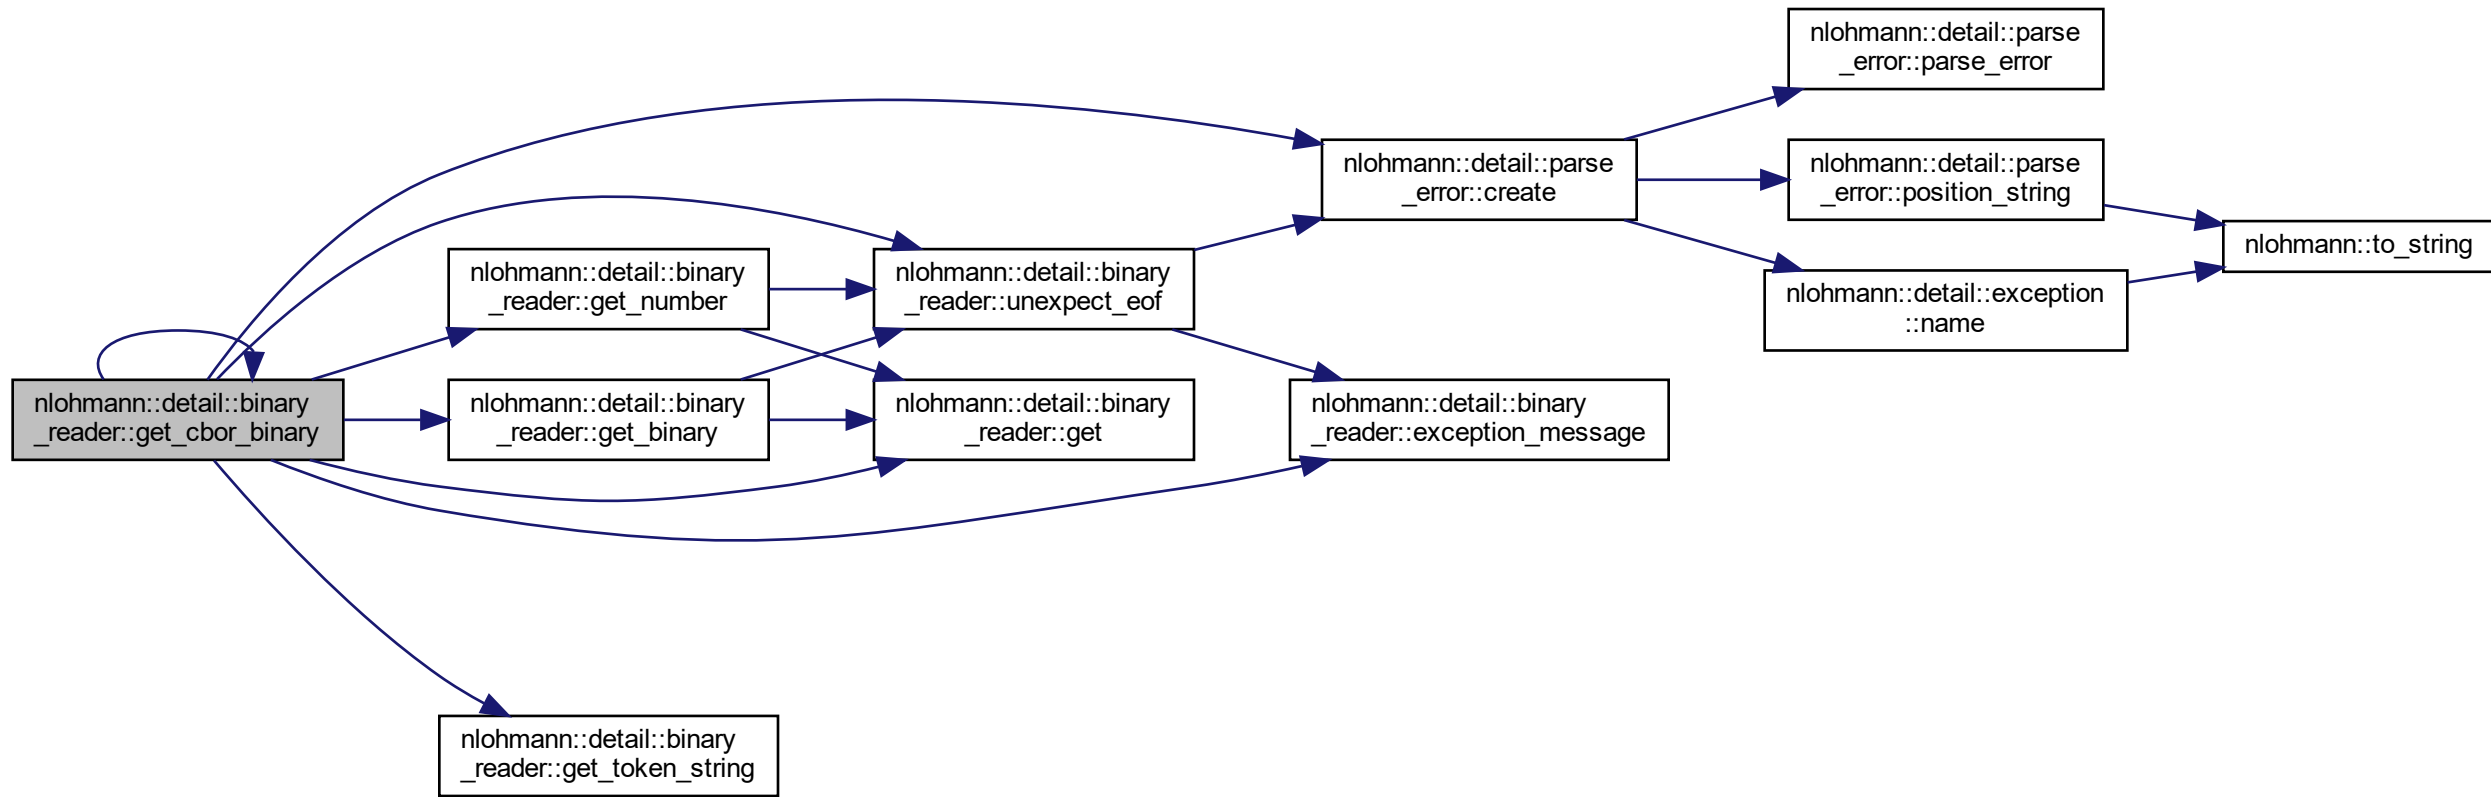 nlohmann::detail::parse
_error::parse_error
nlohmann::detail::parse
_error::create
nlohmann::detail::parse
_error::position_string
nlohmann::to_string
nlohmann::detail::binary
_reader::get_number
nlohmann::detail::binary
_reader::unexpect_eof
nlohmann::detail::exception
::name
nlohmann::detail::binary
_reader::get_cbor_binary
nlohmann::detail::binary
_reader::get_binary
nlohmann::detail::binary
_reader::get
nlohmann::detail::binary
_reader::exception_message
nlohmann::detail::binary
_reader::get_token_string